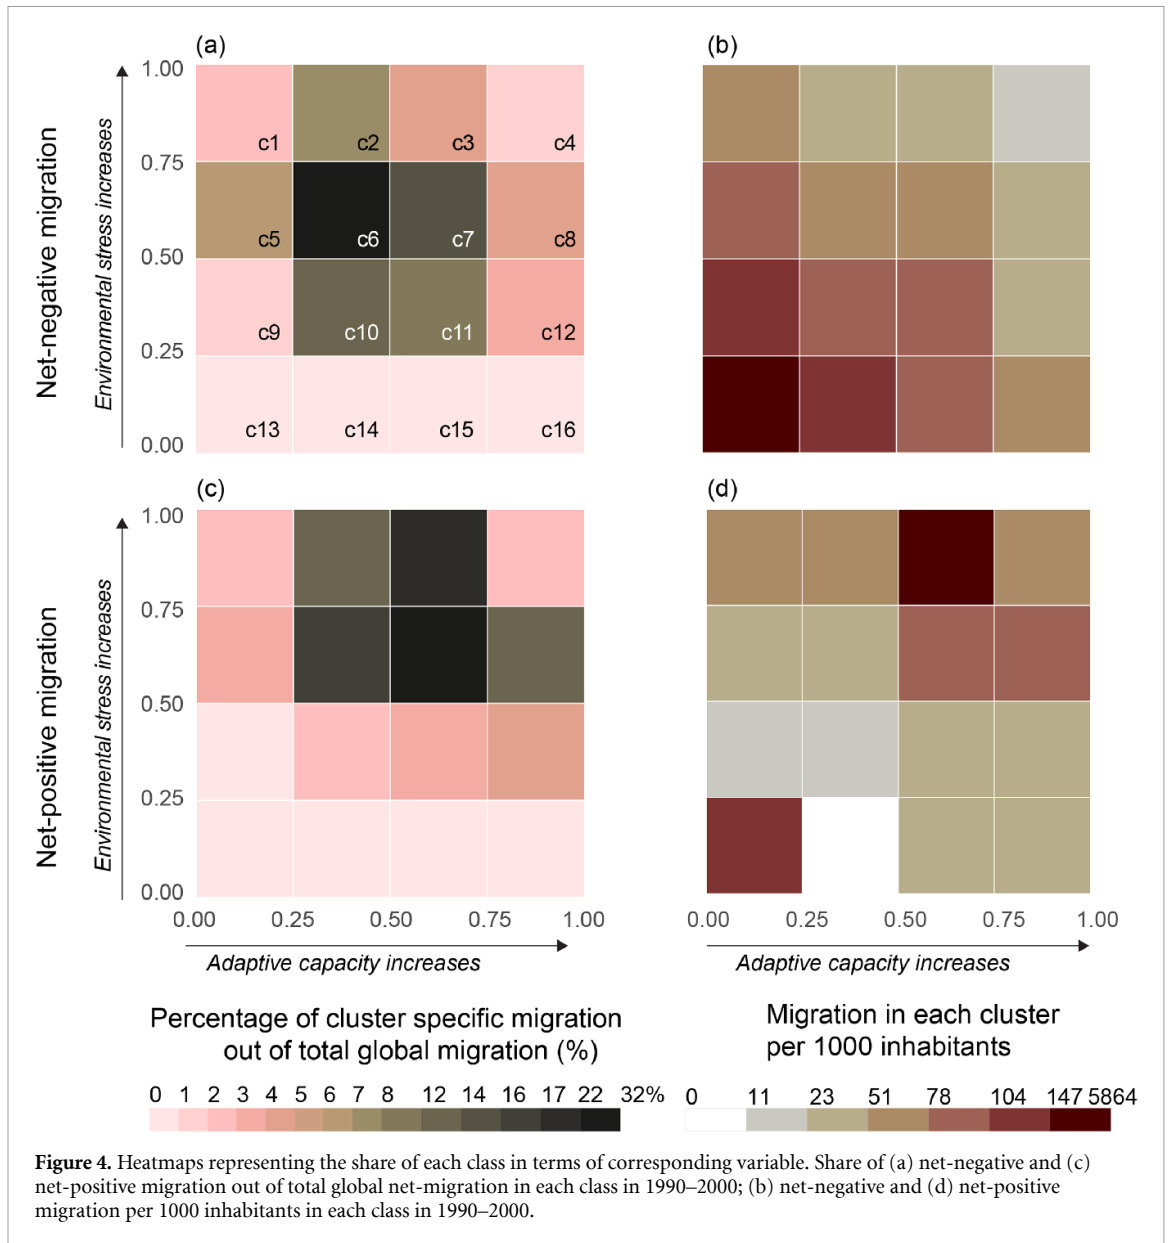 (a)
(b)
Net-negative migration
Environmental stress increases
1.00
0.75
0.50
0.25
0.00
c1 c2 c3 c4
c5 c6 c7 c8
c9 c10 c11 c12
c13 c14 c15 c16
(c)
(d)
Net-positive migration
Environmental stress increases
1.00
0.75
0.50
0.25
0.00
0.00 0.25 0.50 0.75 1.00
Adaptive capacity increases
0.00 0.25 0.50 0.75 1.00
Adaptive capacity increases
Percentage of cluster specific migration
out of total global migration (%)
0 1 2 3 4 5 6 7 8 12 14 16 17 22 32%
Migration in each cluster
per 1000 inhabitants
0 11 23 51 78 104 147 5864
Figure 4. Heatmaps representing the share of each class in terms of corresponding variable. Share of (a) net-negative and (c)
net-positive migration out of total global net-migration in each class in 1990–2000; (b) net-negative and (d) net-positive
migration per 1000 inhabitants in each class in 1990–2000.